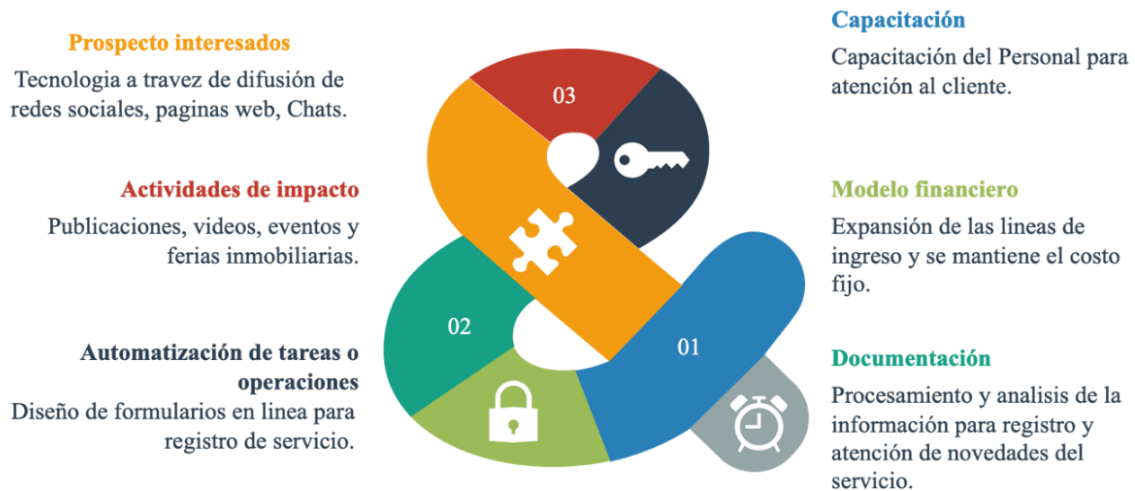 Prospecto interesados
Tecnologia a travez de difusión de
redes sociales, paginas web, Chats.
Actividades de impacto
Publicaciones, videos, eventos y
ferias inmobiliarias.
Automatización de tareas o
operaciones
Diseño de formularios en linea para
registro de servicio.
03
02
01
Capacitación
Capacitación del Personal para
atención al cliente.
Modelo financiero
Expansión de las lineas de
ingreso y se mantiene el costo
fijo.
Documentación
Procesamiento y analisis de la
información para registro y
atención de novedades del
servicio.